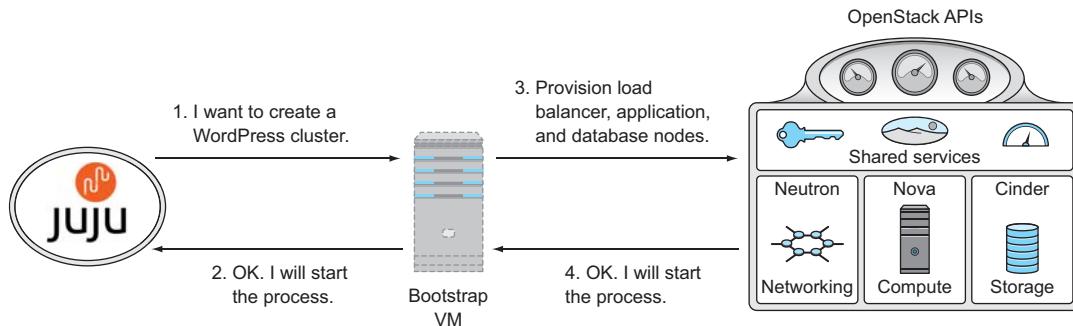 OpenStack APIs
1. I want to create a
WordPress cluster.
3. Provision load
balancer, application,
and database nodes.
Shared services
juju
Neutron
Nova
Cinder
2. OK. I will start
the process.
Bootstrap
VM
4. OK. I will start
the process.
Networking
Compute
Storage